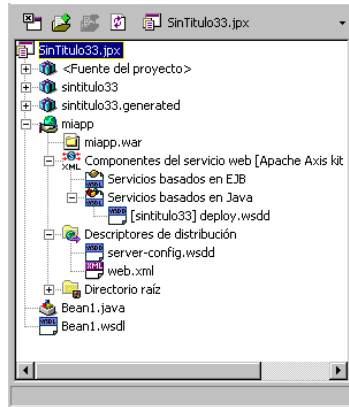 SinTitulo33.jpx
SinTitulo33.jpx
<Fuente del proyecto>
sintitulo33
sintitulo33.generated
miapp
miapp.war
Componentes del servicio web [Apache Axis kit
Servicios basados en EJB
Servicios basados en Java
[sintitulo33] deploy.wsdd
Descriptores de distribución
server-config.wsdd
web.xml
Directorio raíz
Bean1.java
Bean1.wsdl